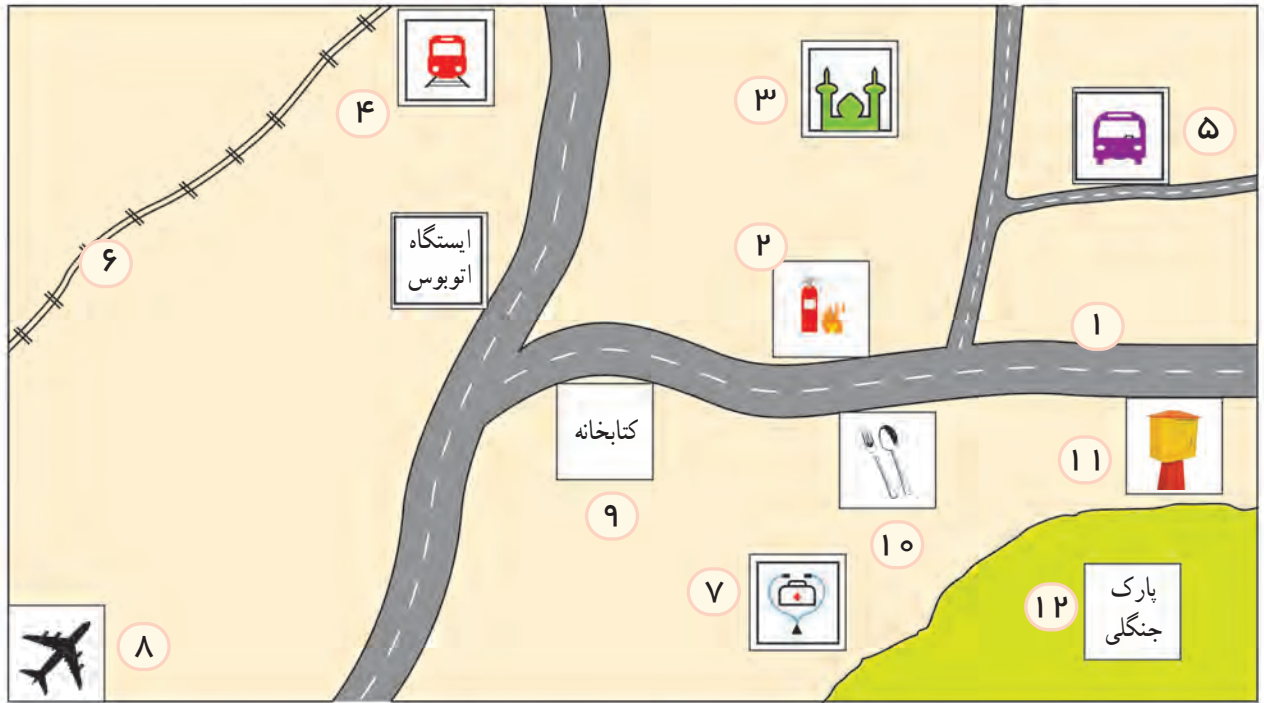 ۴
۳
۵
ایستگاه
اتوبوس
۲
۶
۱
کتابخانه
۱۱
۹
۱۰
۷
پارک
جنگلی
۱۲
۸